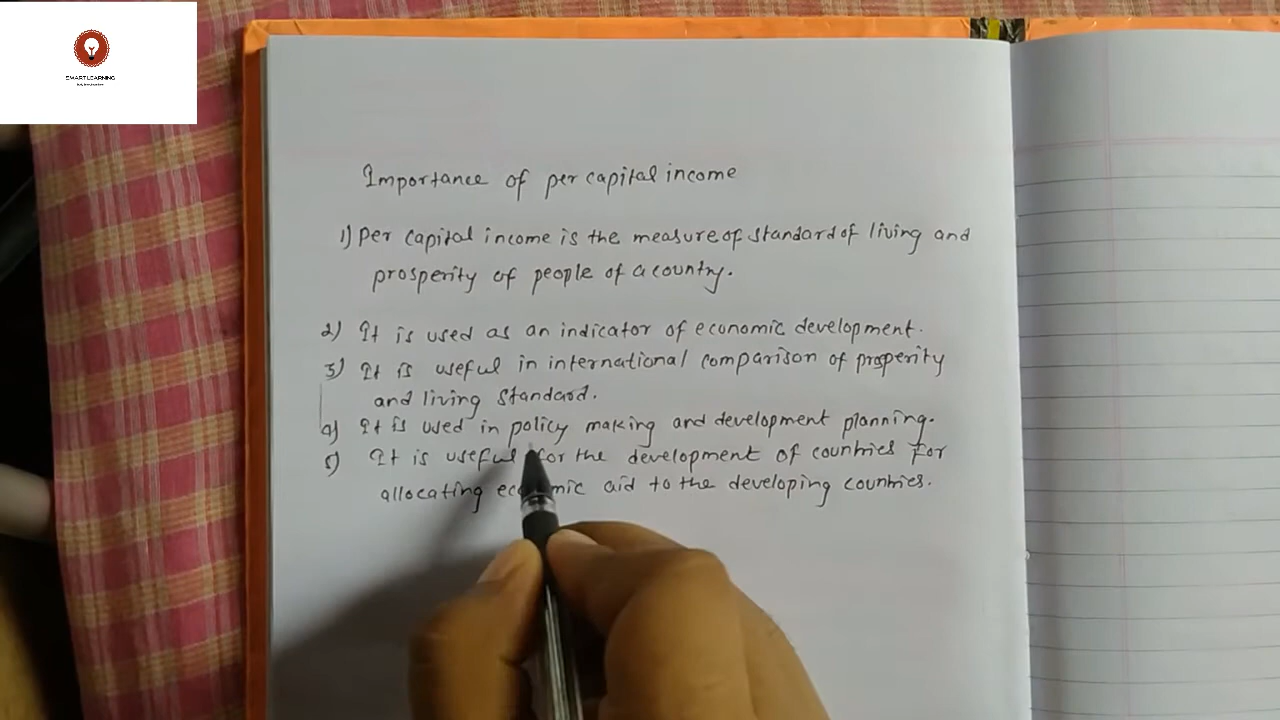 SMART LEARNING
Importance of per capital income
1) Per capital income is the measure of standard of living and
prosperity of people of a country.
2) It is used as an indicator of economic development.
3) It is useful in international comparison of prosperity
and living standard.
4) It is used in policy making and development planning.
5) It is useful for the development of countries for
allocating economic aid to the developing countries.